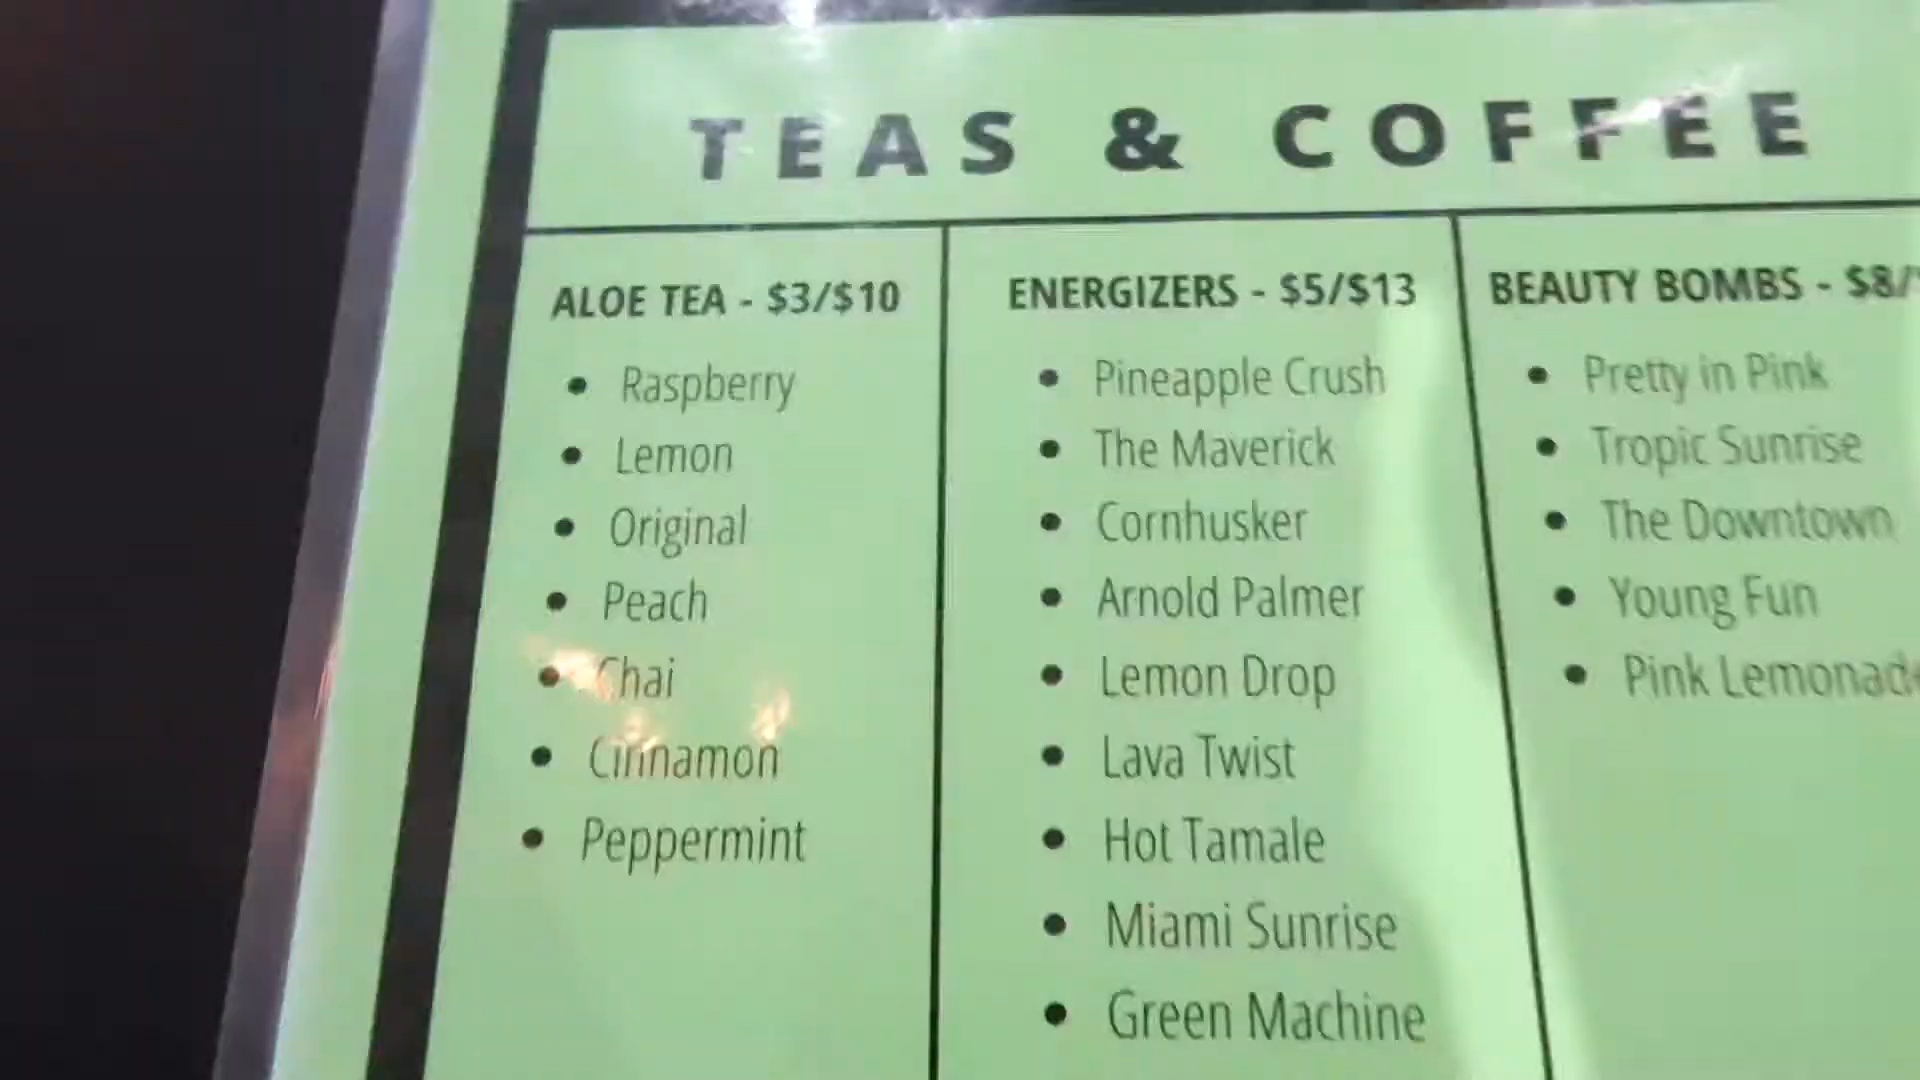 TEAS & COFFEE
ALOE TEA - $3/$10
• Raspberry
• Lemon
• Original
• Peach
• Chai
• Cinnamon
• Peppermint
ENERGIZERS - $5/$13
• Pineapple Crush
• The Maverick
• Cornhusker
• Arnold Palmer
• Lemon Drop
• Lava Twist
• Hot Tamale
• Miami Sunrise
• Green Machine
BEAUTY BOMBS - $8/
• Pretty in Pink
• Tropic Sunrise
• The Downtown
• Young Fun
• Pink Lemonade